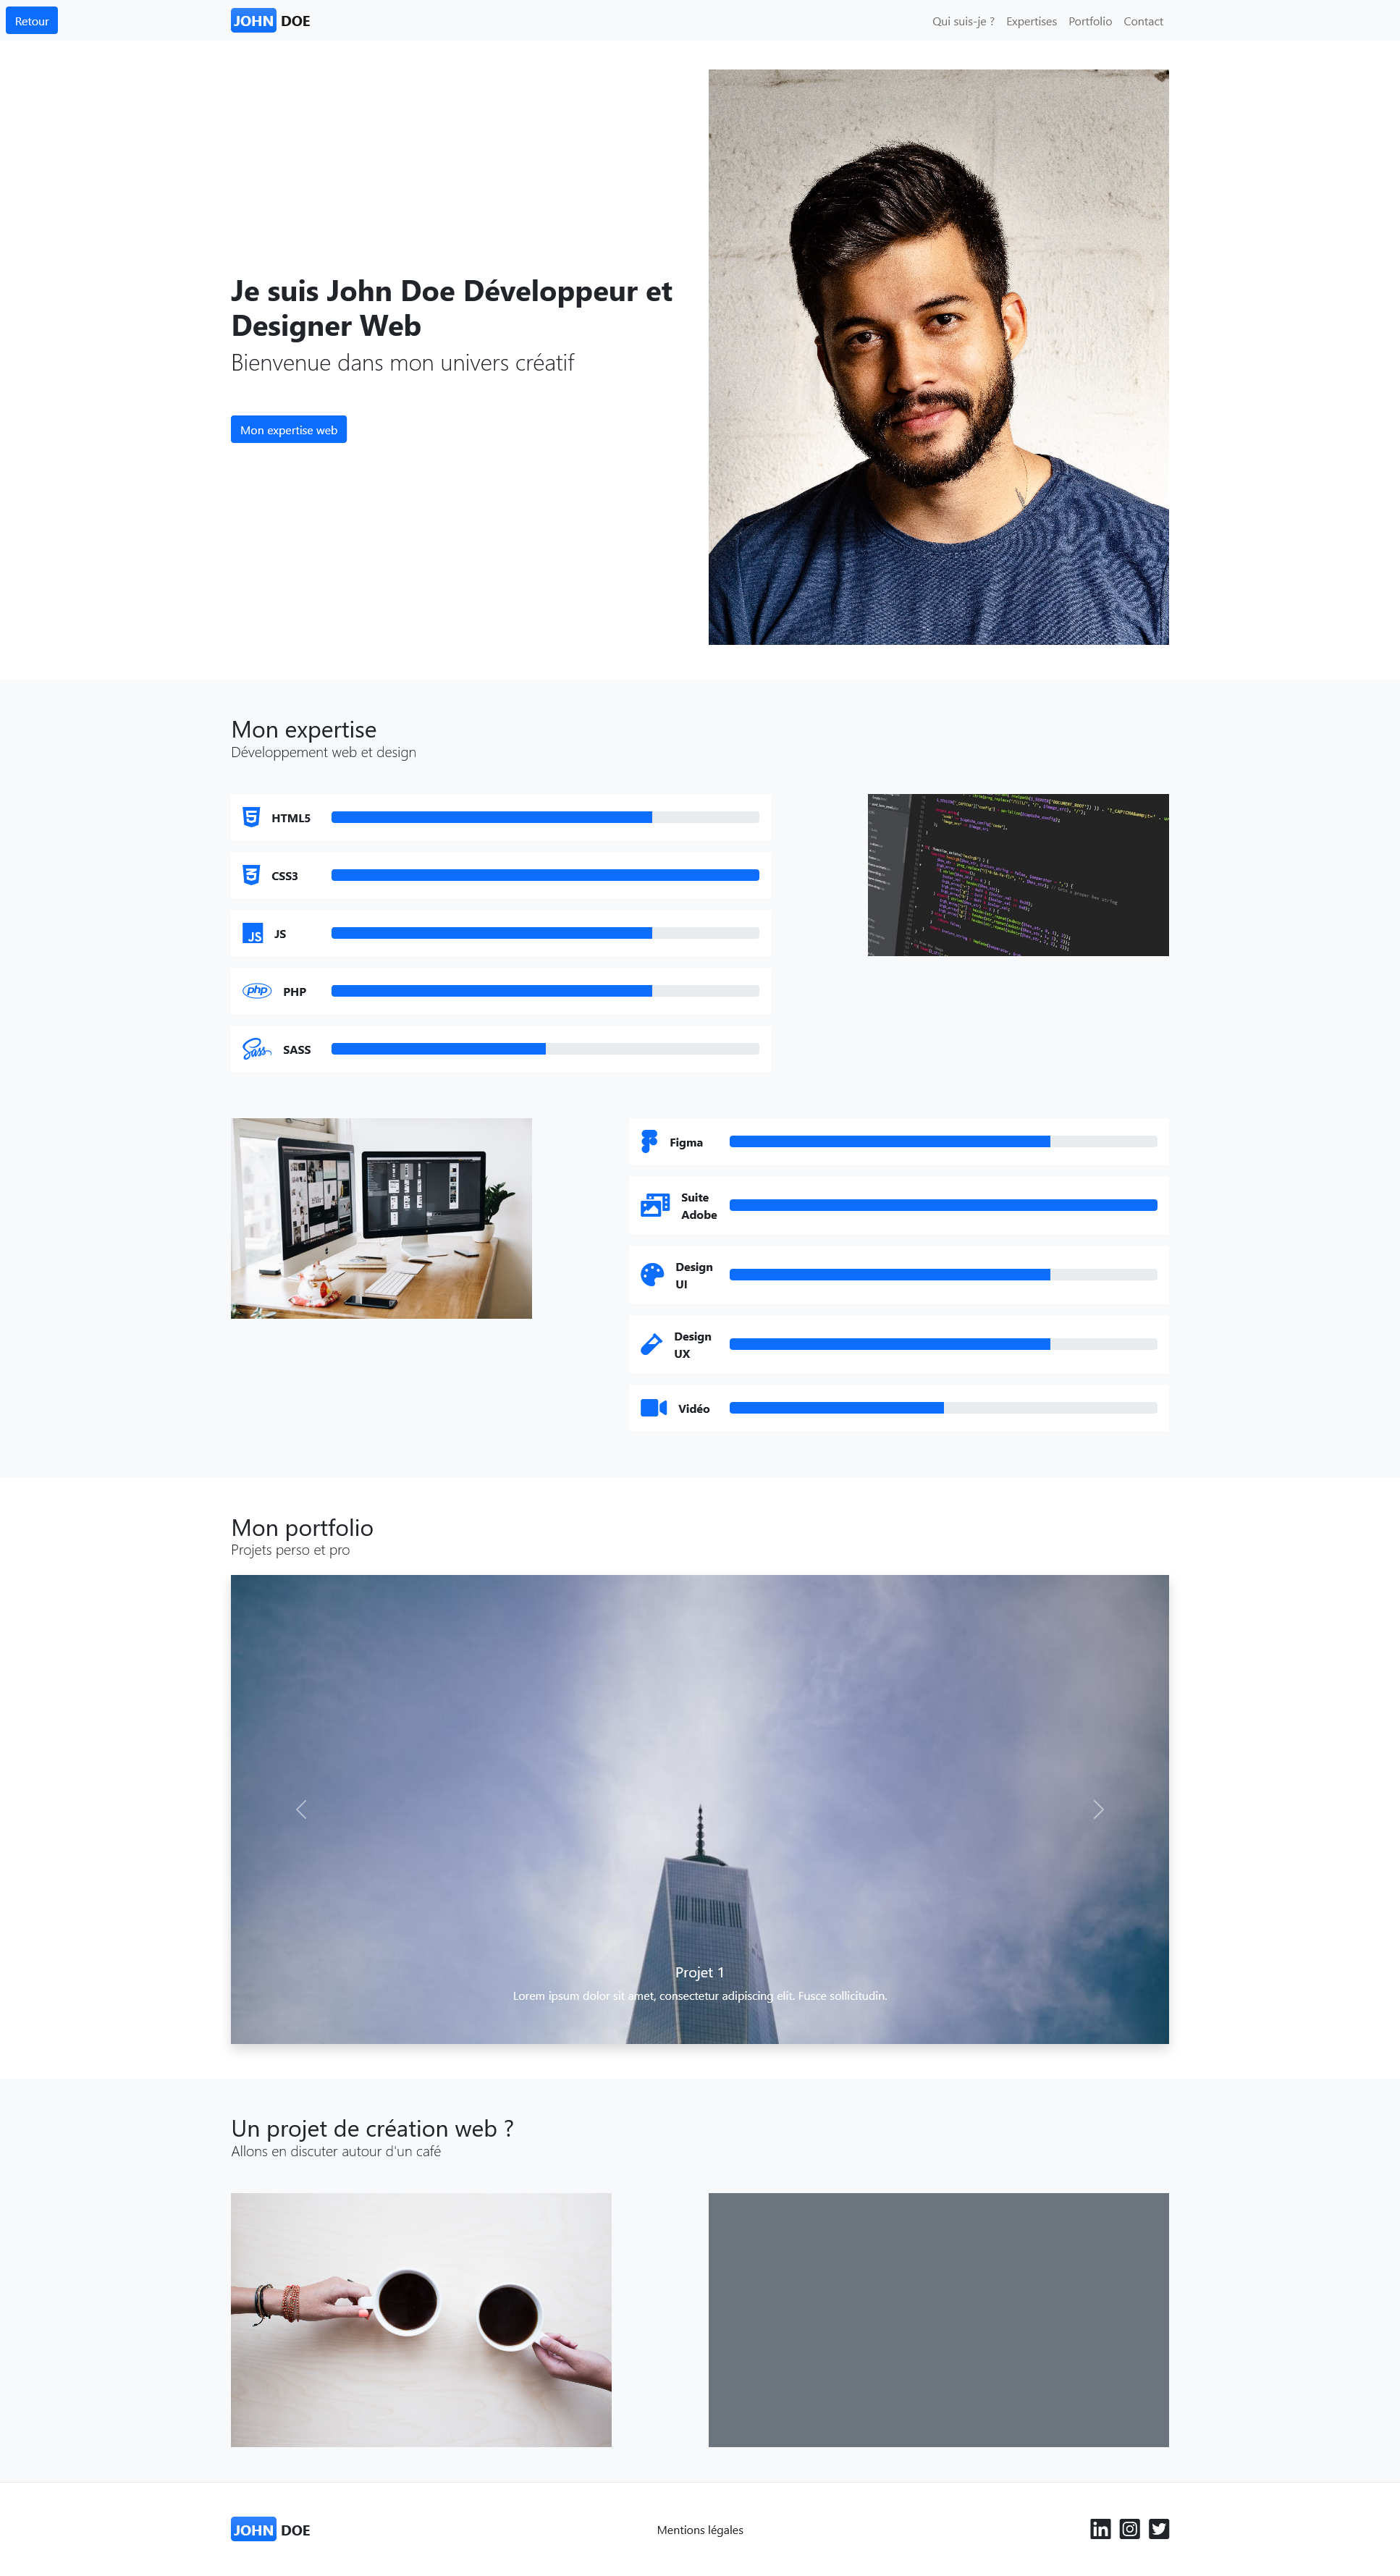 Retour
JOHN DOE
Qui suis-je ? Expertises Portfolio Contact
Je suis John Doe Développeur et
Designer Web
Bienvenue dans mon univers créatif
Mon expertise web
Mon expertise
Développement web et design
HTML5
CSS3
JS
JS
php
PHP
Sass
SASS
Figma
Suite
Adobe
Design
UI
Design
UX
Vidéo
Mon portfolio
Projets perso et pro
Projet 1
Lorem ipsum dolor sit amet, consectetur adipiscing elit. Fusce sollicitudin.
Un projet de création web ?
Allons en discuter autour d'un café
JOHN DOE
Mentions légales
in